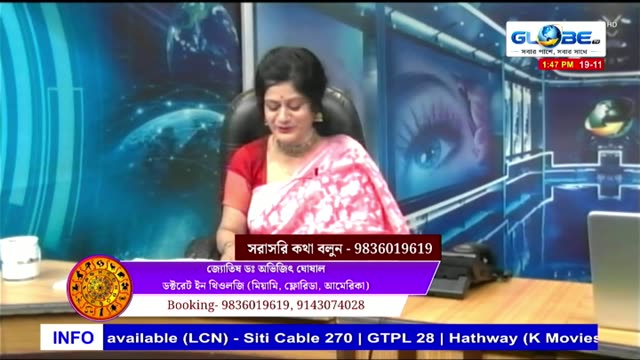 GLOBE TV
HD
সবার পাশে, সবার সাথে
1:47 PM 19-11
সরাসরি কথা বলুন - 9836019619
জ্যোতিষ ডঃ অভিজিৎ ঘোষাল
ডক্টরেট ইন থিওলজি (মিয়ামি, ফ্লোরিডা, আমেরিকা)
Booking- 9836019619, 9143074028
INFO available (LCN) - Siti Cable 270 | GTPL 28 | Hathway (K Movies